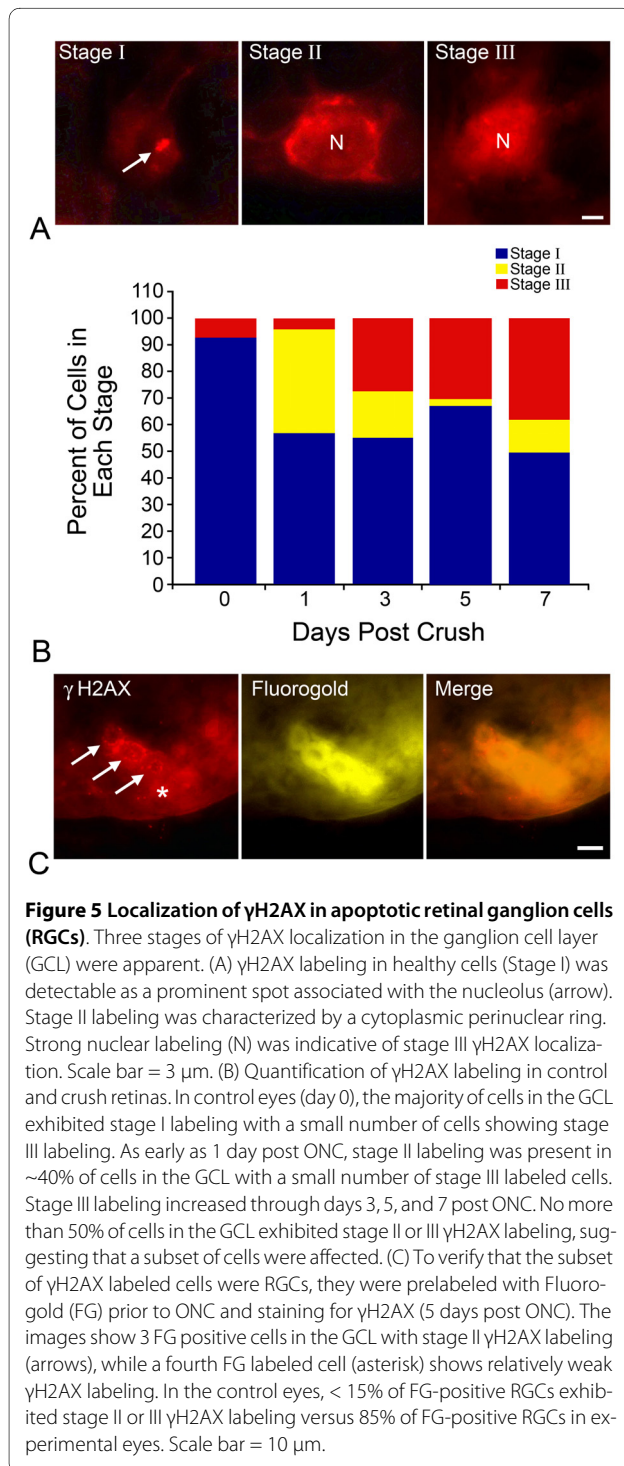 Stage I Stage II Stage III
N N
A
Stage I
Stage II
Stage III
110
100
90
80
70
60
50
40
30
20
10
0
Percent of Cells in
Each Stage
0 1 3 5 7
Days Post Crush
B
γ H2AX Fluorogold Merge
*
C
Figure 5 Localization of γH2AX in apoptotic retinal ganglion cells
(RGCs). Three stages of γH2AX localization in the ganglion cell layer
(GCL) were apparent. (A) γH2AX labeling in healthy cells (Stage I) was
detectable as a prominent spot associated with the nucleolus (arrow).
Stage II labeling was characterized by a cytoplasmic perinuclear ring.
Strong nuclear labeling (N) was indicative of stage III γH2AX localiza-
tion. Scale bar = 3 μm. (B) Quantification of γH2AX labeling in control
and crush retinas. In control eyes (day 0), the majority of cells in the GCL
exhibited stage I labeling with a small number of cells showing stage
III labeling. As early as 1 day post ONC, stage II labeling was present in
~40% of cells in the GCL with a small number of stage III labeled cells.
Stage III labeling increased through days 3, 5, and 7 post ONC. No more
than 50% of cells in the GCL exhibited stage II or III γH2AX labeling, sug-
gesting that a subset of cells were affected. (C) To verify that the subset
of γH2AX labeled cells were RGCs, they were prelabeled with Fluoro-
gold (FG) prior to ONC and staining for γH2AX (5 days post ONC). The
images show 3 FG positive cells in the GCL with stage II γH2AX labeling
(arrows), while a fourth FG labeled cell (asterisk) shows relatively weak
γH2AX labeling. In the control eyes, < 15% of FG-positive RGCs exhib-
ited stage II or III γH2AX labeling versus 85% of FG-positive RGCs in ex-
perimental eyes. Scale bar = 10 μm.